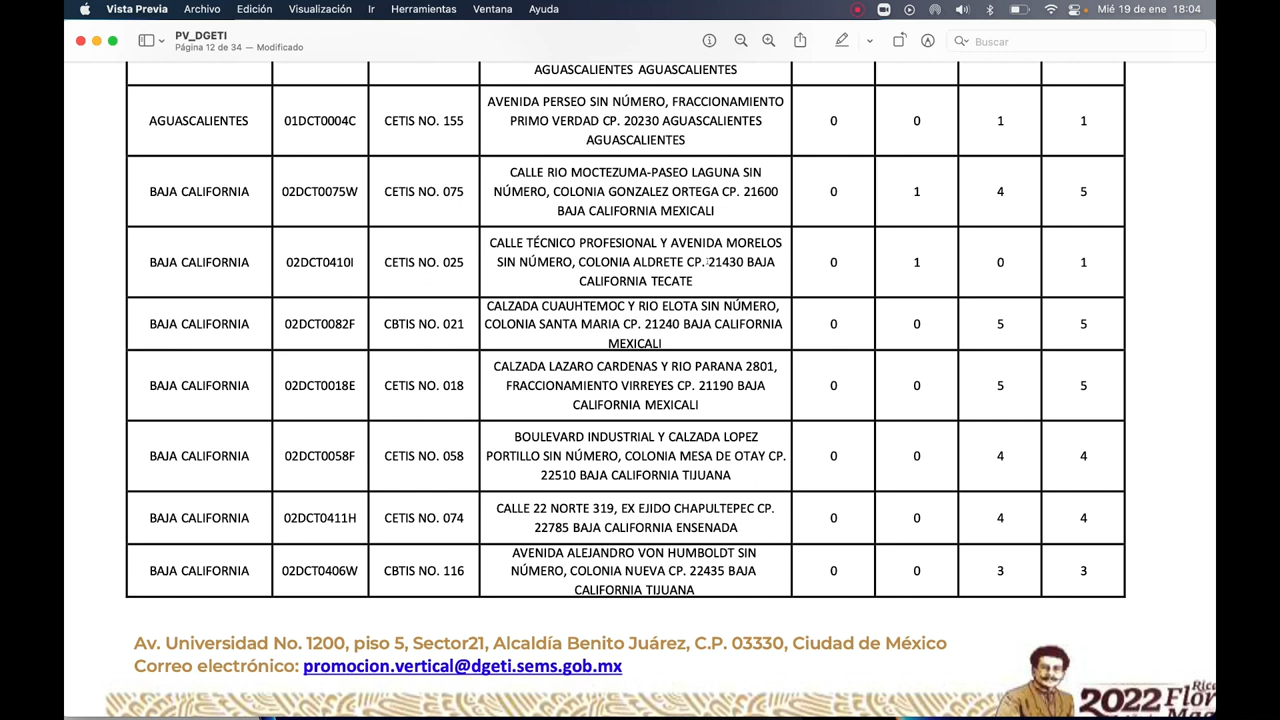 Vista Previa Archivo Edición Visualización Ir Herramientas Ventana Ayuda Mié 19 de ene 18:04
PV_DGETI
Página 12 de 34 — Modificado
Buscar
AGUASCALIENTES AGUASCALIENTES
AVENIDA PERSEO SIN NÚMERO, FRACCIONAMIENTO
AGUASCALIENTES 01DCT0004C CETIS NO. 155 PRIMO VERDAD CP. 20230 AGUASCALIENTES 0 0 1 1
AGUASCALIENTES
CALLE RIO MOCTEZUMA-PASEO LAGUNA SIN
BAJA CALIFORNIA 02DCT0075W CETIS NO. 075 NÚMERO, COLONIA GONZALEZ ORTEGA CP. 21600 0 1 4 5
BAJA CALIFORNIA MEXICALI
CALLE TÉCNICO PROFESIONAL Y AVENIDA MORELOS
BAJA CALIFORNIA 02DCT0410I CETIS NO. 025 SIN NÚMERO, COLONIA ALDRETE CP. 21430 BAJA 0 1 0 1
CALIFORNIA TECATE
CALZADA CUAUHTEMOC Y RIO ELOTA SIN NÚMERO,
BAJA CALIFORNIA 02DCT0082F CBTIS NO. 021 COLONIA SANTA MARIA CP. 21240 BAJA CALIFORNIA 0 0 5 5
MEXICALI
CALZADA LAZARO CARDENAS Y RIO PARANA 2801,
BAJA CALIFORNIA 02DCT0018E CETIS NO. 018 FRACCIONAMIENTO VIRREYES CP. 21190 BAJA 0 0 5 5
CALIFORNIA MEXICALI
BOULEVARD INDUSTRIAL Y CALZADA LOPEZ
BAJA CALIFORNIA 02DCT0058F CETIS NO. 058 PORTILLO SIN NÚMERO, COLONIA MESA DE OTAY CP. 0 0 4 4
22510 BAJA CALIFORNIA TIJUANA
CALLE 22 NORTE 319, EX EJIDO CHAPULTEPEC CP.
BAJA CALIFORNIA 02DCT0411H CETIS NO. 074 22785 BAJA CALIFORNIA ENSENADA 0 0 4 4
AVENIDA ALEJANDRO VON HUMBOLDT SIN
BAJA CALIFORNIA 02DCT0406W CBTIS NO. 116 NÚMERO, COLONIA NUEVA CP. 22435 BAJA 0 0 3 3
CALIFORNIA TIJUANA
Av. Universidad No. 1200, piso 5, Sector21, Alcaldía Benito Juárez, C.P. 03330, Ciudad de México
Correo electrónico: promocion.vertical@dgeti.sems.gob.mx
2022